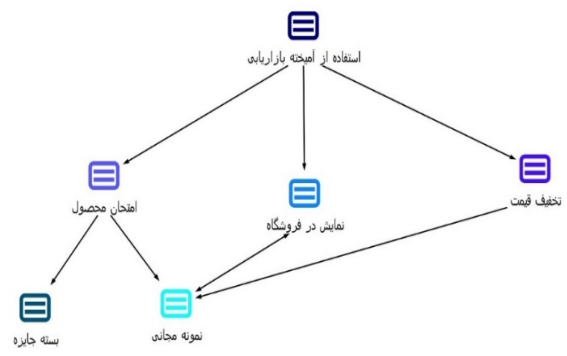 استفاده از آمیخته بازاریابی
امتحان محصول
نمایش در فروشگاه
تخفیف قیمت
بسته جایزه
نمونه مجانی